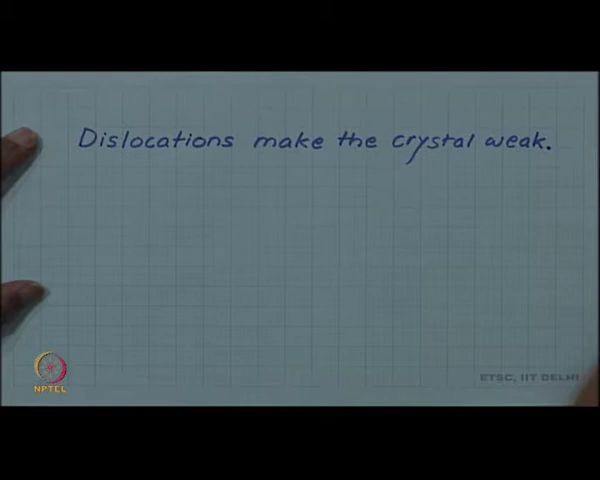 Dislocations make the crystal weak.
NPTEL
ETSC, IIT DELHI